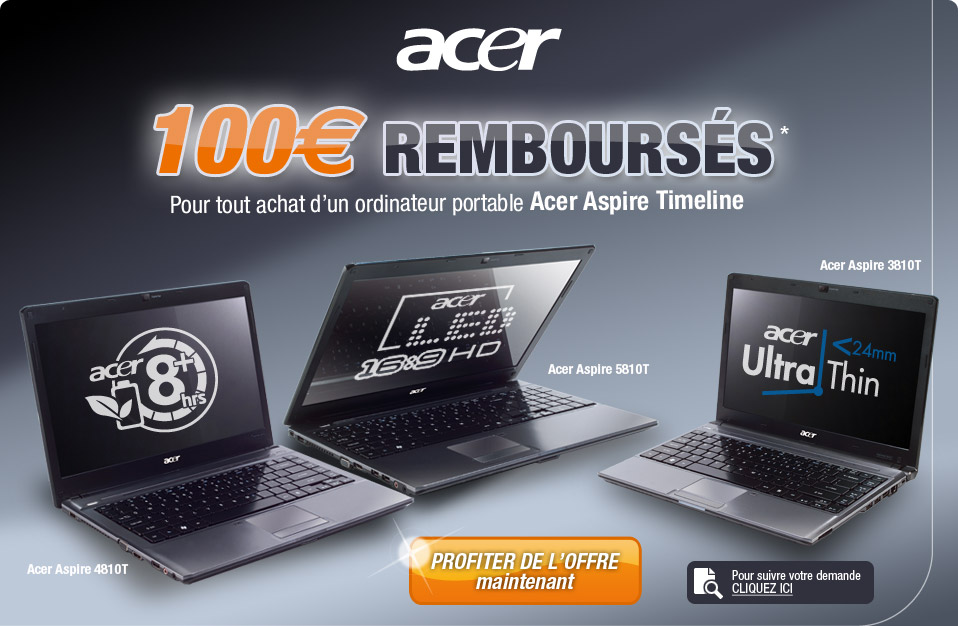 acer
100€ REMBOURSÉS*
Pour tout achat d'un ordinateur portable Acer Aspire Timeline
Acer Aspire 3810T
acer 8+ hrs
acer
acer
LED
16&9 HD
acer
Acer Aspire 5810T
acer
Ultra Thin
<24mm
acer
Acer Aspire 4810T
PROFITER DE L'OFFRE
maintenant
Pour suivre votre demande
CLIQUEZ ICI